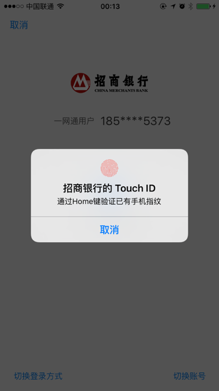 中国联通 00:13
取消
招商银行
CHINA MERCHANTS BANK
一网通用户 185****5373
招商银行的 Touch ID
通过Home键验证已有手机指纹
取消
切换登录方式 切换账号